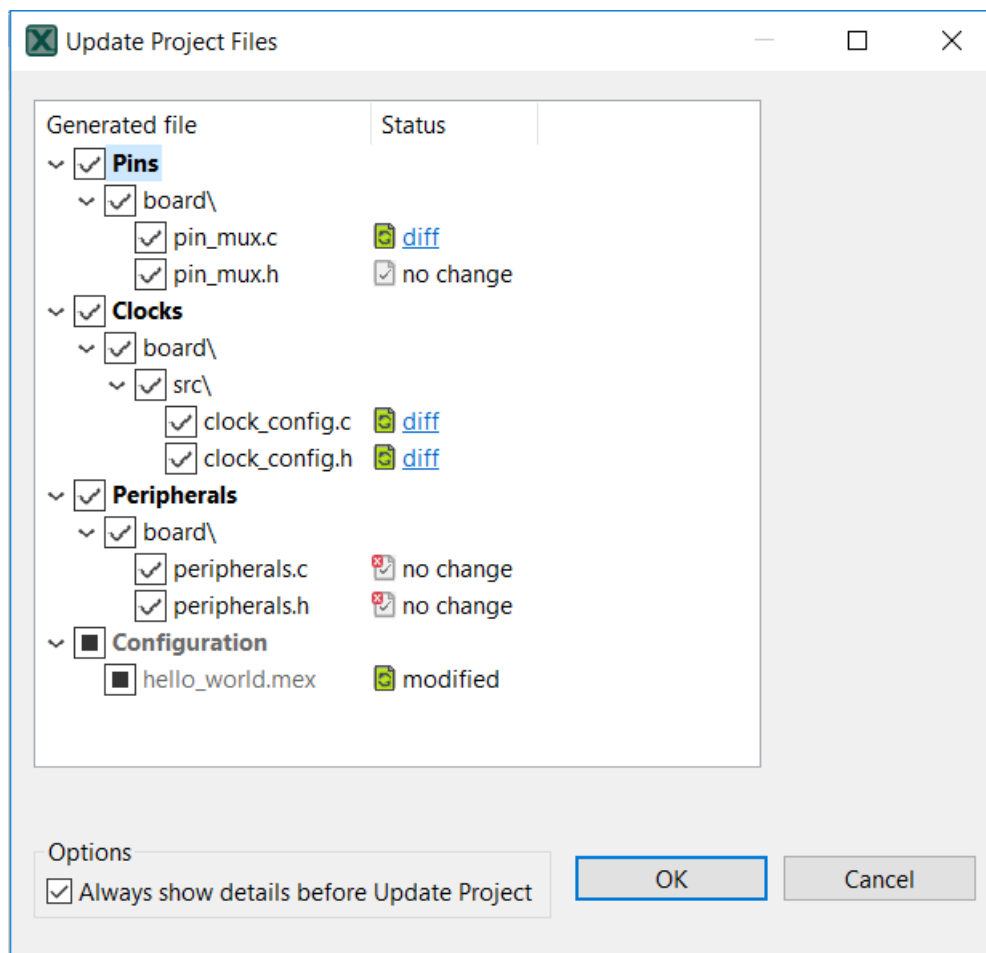 Update Project Files
Generated file Status
Pins
board\
pin_mux.c diff
pin_mux.h no change
Clocks
board\
src\
clock_config.c diff
clock_config.h diff
Peripherals
board\
peripherals.c no change
peripherals.h no change
Configuration
hello_world.mex modified
Options
Always show details before Update Project
OK Cancel